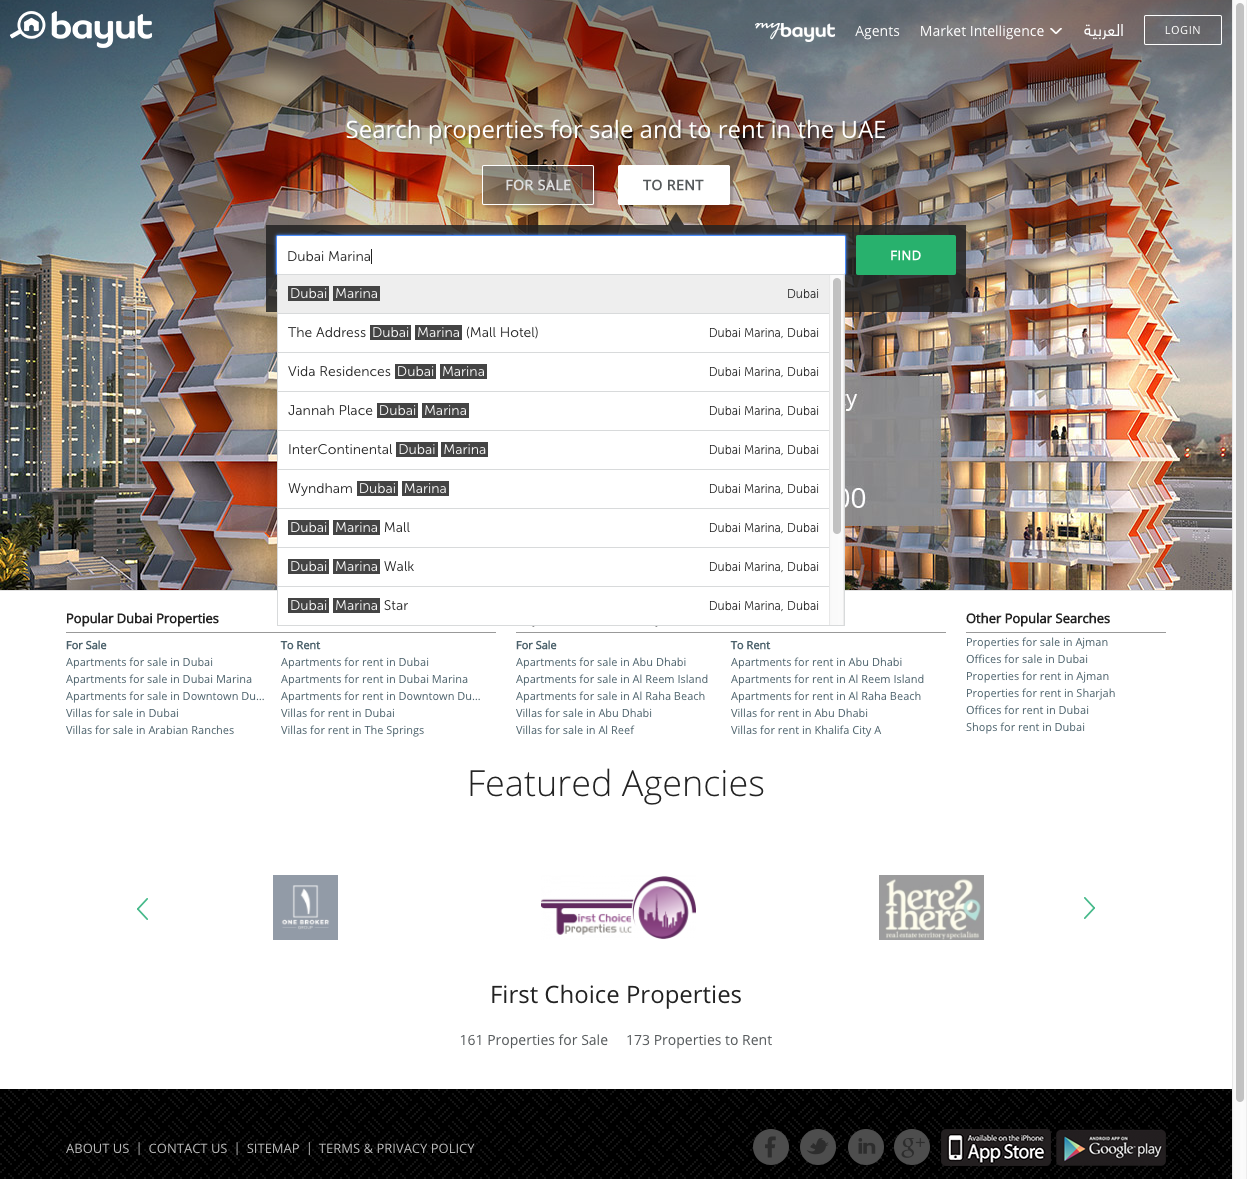 bayut
my bayut Agents Market Intelligence العربية LOGIN
Search properties for sale and to rent in the UAE
FOR SALE TO RENT
Dubai Marina FIND
Dubai Marina Dubai
The Address Dubai Marina (Mall Hotel) Dubai Marina, Dubai
Vida Residences Dubai Marina Dubai Marina, Dubai
Jannah Place Dubai Marina Dubai Marina, Dubai
InterContinental Dubai Marina Dubai Marina, Dubai
Wyndham Dubai Marina Dubai Marina, Dubai
Dubai Marina Mall Dubai Marina, Dubai
Dubai Marina Walk Dubai Marina, Dubai
Dubai Marina Star Dubai Marina, Dubai
Popular Dubai Properties
For Sale
Apartments for sale in Dubai
Apartments for sale in Dubai Marina
Apartments for sale in Downtown Du...
Villas for sale in Dubai
Villas for sale in Arabian Ranches
To Rent
Apartments for rent in Dubai
Apartments for rent in Dubai Marina
Apartments for rent in Downtown Du...
Villas for rent in Dubai
Villas for rent in The Springs
For Sale
Apartments for sale in Abu Dhabi
Apartments for sale in Al Reem Island
Apartments for sale in Al Raha Beach
Villas for sale in Abu Dhabi
Villas for sale in Al Reef
To Rent
Apartments for rent in Abu Dhabi
Apartments for rent in Al Reem Island
Apartments for rent in Al Raha Beach
Villas for rent in Abu Dhabi
Villas for rent in Khalifa City A
Other Popular Searches
Properties for sale in Ajman
Offices for sale in Dubai
Properties for rent in Ajman
Properties for rent in Sharjah
Offices for rent in Dubai
Shops for rent in Dubai
Featured Agencies
ONE BROKER
GROUP
First Choice
properties LLC
here2
there
real estate territory specialists
First Choice Properties
161 Properties for Sale 173 Properties to Rent
ABOUT US | CONTACT US | SITEMAP | TERMS & PRIVACY POLICY
f in g+
Available on the iPhone
App Store
ANDROID APP ON
Google play